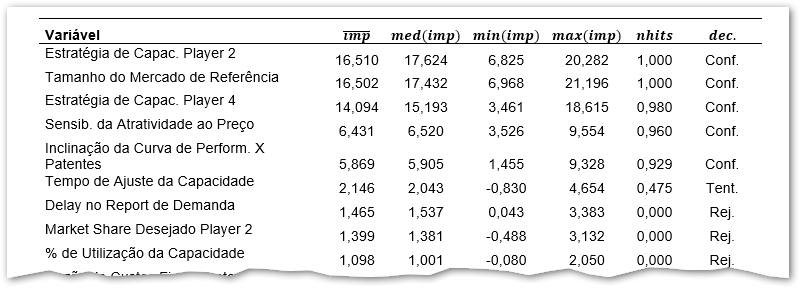 Variável imp med(imp) min(imp) max(imp) nhits dec.
Estratégia de Capac. Player 2 16,510 17,624 6,825 20,282 1,000 Conf.
Tamanho do Mercado de Referência 16,502 17,432 6,968 21,196 1,000 Conf.
Estratégia de Capac. Player 4 14,094 15,193 3,461 18,615 0,980 Conf.
Sensib. da Atratividade ao Preço 6,431 6,520 3,526 9,554 0,960 Conf.
Inclinação da Curva de Perform. X
Patentes 5,869 5,905 1,455 9,328 0,929 Conf.
Tempo de Ajuste da Capacidade 2,146 2,043 -0,830 4,654 0,475 Tent.
Delay no Report de Demanda 1,465 1,537 0,043 3,383 0,000 Rej.
Market Share Desejado Player 2 1,399 1,381 -0,488 3,132 0,000 Rej.
% de Utilização da Capacidade 1,098 1,001 -0,080 2,050 0,000 Rej.